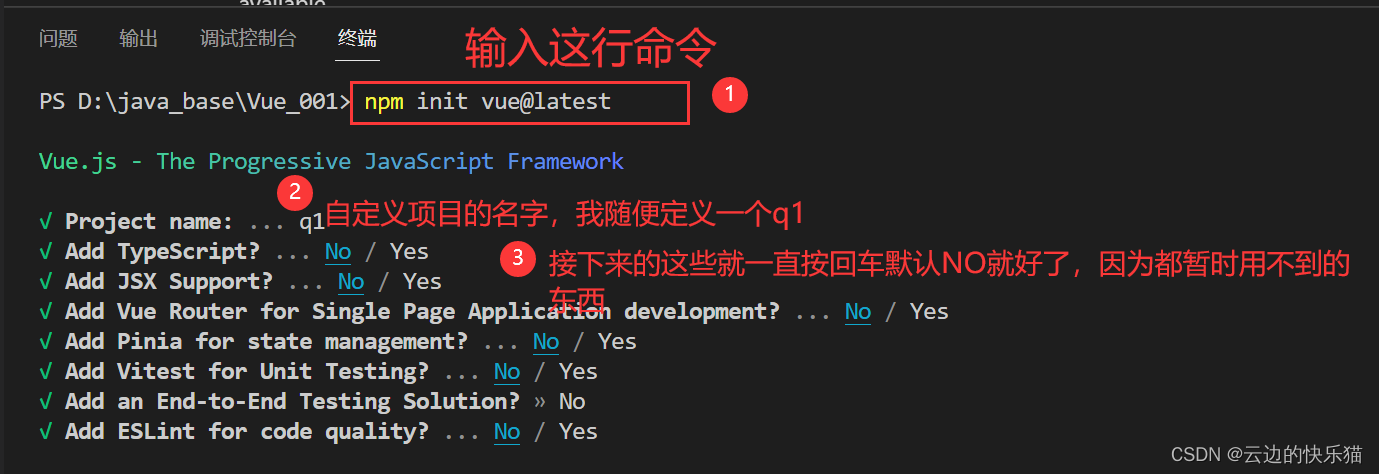 available
问题 输出 调试控制台 终端
输入这行命令
PS D:\java_base\Vue_001> npm init vue@latest
1
Vue.js - The Progressive JavaScript Framework
2
√ Project name: ... q1
自定义项目的名字，我随便定义一个q1
√ Add TypeScript? ... No / Yes
3 接下来的这些就一直按回车默认NO就好了，因为都暂时用不到的
东西
√ Add JSX Support? ... No / Yes
√ Add Vue Router for Single Page Application development? ... No / Yes
√ Add Pinia for state management? ... No / Yes
√ Add Vitest for Unit Testing? ... No / Yes
√ Add an End-to-End Testing Solution? » No
√ Add ESLint for code quality? ... No / Yes
CSDN @云边的快乐猫